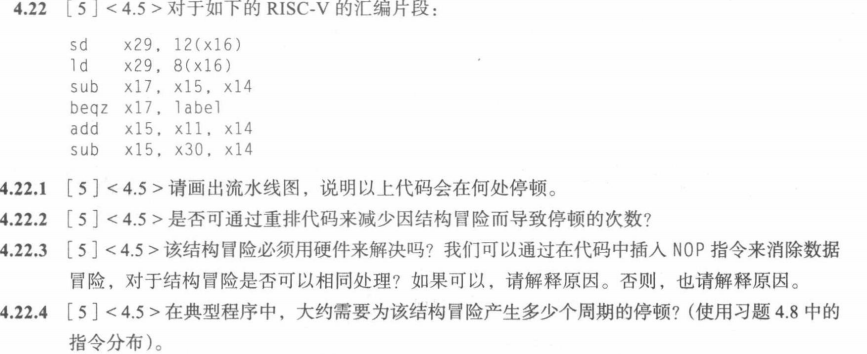 4.22 ［5］< 4.5 > 对于如下的 RISC-V 的汇编片段：
sd x29, 12(x16)
ld x29, 8(x16)
sub x17, x15, x14
beqz x17, label
add x15, x11, x14
sub x15, x30, x14
4.22.1 ［5］< 4.5 > 请画出流水线图，说明以上代码会在何处停顿。
4.22.2 ［5］< 4.5 > 是否可通过重排代码来减少因结构冒险而导致停顿的次数？
4.22.3 ［5］< 4.5 > 该结构冒险必须用硬件来解决吗？我们可以通过在代码中插入 NOP 指令来消除数据
冒险，对于结构冒险是否可以相同处理？如果可以，请解释原因。否则，也请解释原因。
4.22.4 ［5］< 4.5 > 在典型程序中，大约需要为该结构冒险产生多少个周期的停顿？（使用习题 4.8 中的
指令分布）。